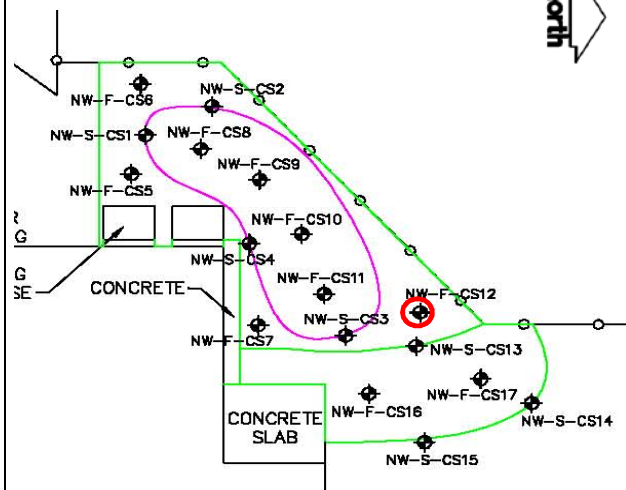 orth
NW-S-CS2
NW-F-CS6
NW-S-CS1
NW-F-CS8
NW-F-CS9
NW-F-CS5
R
G
NW-F-CS10
NW-S-CS4
G
SE
CONCRETE
NW-F-CS11
NW-F-CS12
NW-S-CS3
NW-F-CS7
NW-S-CS13
NW-F-CS17
NW-F-CS16
NW-S-CS14
CONCRETE
SLAB
NW-S-CS15